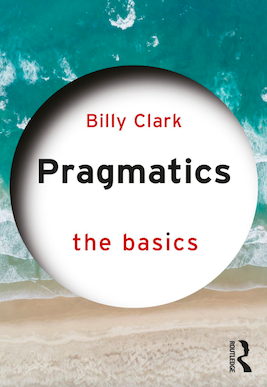 Billy Clark
Pragmatics
the basics
ROUTLEDGE